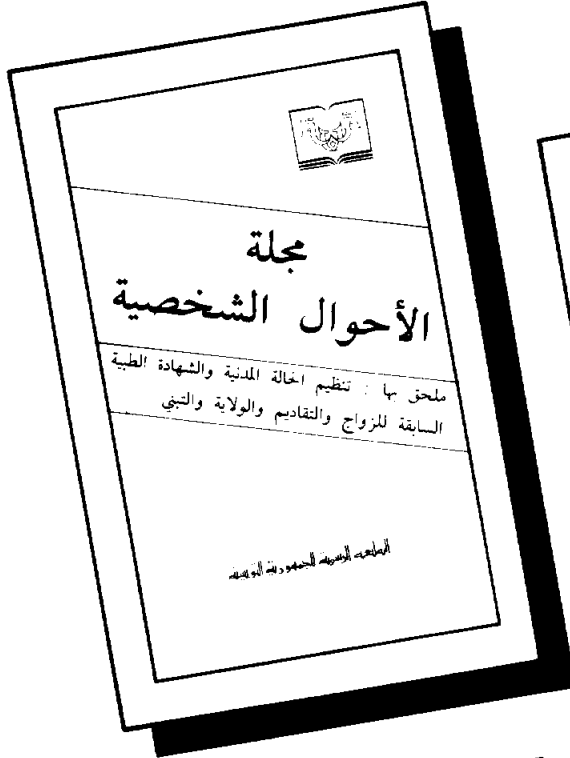 مجلة
الأحوال الشخصية
ملحق بها : تنظيم الحالة المدنية والشهادة الطبية
السابقة للزواج والتقاديم والولاية والتبني
المطبعة الرسمية للجمهورية التونسية